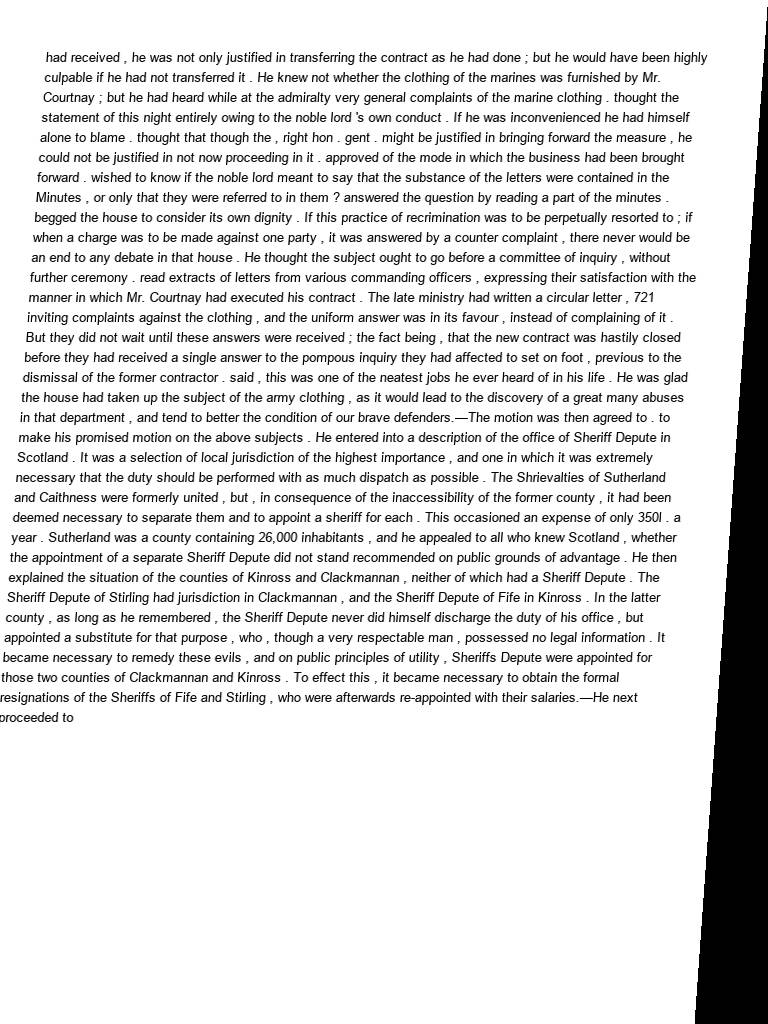 had received , he was not only justified in transferring the contract as he had done ; but he would have been highly
culpable if he had not transferred it . He knew not whether the clothing of the marines was furnished by Mr.
Courtnay ; but he had heard while at the admiralty very general complaints of the marine clothing . thought the
statement of this night entirely owing to the noble lord 's own conduct . If he was inconvenienced he had himself
alone to blame . thought that though the , right hon . gent . might be justified in bringing forward the measure , he
could not be justified in not now proceeding in it . approved of the mode in which the business had been brought
forward . wished to know if the noble lord meant to say that the substance of the letters were contained in the
Minutes , or only that they were referred to in them ? answered the question by reading a part of the minutes .
begged the house to consider its own dignity . If this practice of recrimination was to be perpetually resorted to ; if
when a charge was to be made against one party , it was answered by a counter complaint , there never would be
an end to any debate in that house . He thought the subject ought to go before a committee of inquiry , without
further ceremony . read extracts of letters from various commanding officers , expressing their satisfaction with the
manner in which Mr. Courtnay had executed his contract . The late ministry had written a circular letter , 721
inviting complaints against the clothing , and the uniform answer was in its favour , instead of complaining of it .
But they did not wait until these answers were received ; the fact being , that the new contract was hastily closed
before they had received a single answer to the pompous inquiry they had affected to set on foot , previous to the
dismissal of the former contractor . said , this was one of the neatest jobs he ever heard of in his life . He was glad
the house had taken up the subject of the army clothing , as it would lead to the discovery of a great many abuses
in that department , and tend to better the condition of our brave defenders.—The motion was then agreed to . to
make his promised motion on the above subjects . He entered into a description of the office of Sheriff Depute in
Scotland . It was a selection of local jurisdiction of the highest importance , and one in which it was extremely
necessary that the duty should be performed with as much dispatch as possible . The Shrievalties of Sutherland
and Caithness were formerly united , but , in consequence of the inaccessibility of the former county , it had been
deemed necessary to separate them and to appoint a sheriff for each . This occasioned an expense of only 350l . a
year . Sutherland was a county containing 26,000 inhabitants , and he appealed to all who knew Scotland , whether
the appointment of a separate Sheriff Depute did not stand recommended on public grounds of advantage . He then
explained the situation of the counties of Kinross and Clackmannan , neither of which had a Sheriff Depute . The
Sheriff Depute of Stirling had jurisdiction in Clackmannan , and the Sheriff Depute of Fife in Kinross . In the latter
county , as long as he remembered , the Sheriff Depute never did himself discharge the duty of his office , but
appointed a substitute for that purpose , who , though a very respectable man , possessed no legal information . It
became necessary to remedy these evils , and on public principles of utility , Sheriffs Depute were appointed for
those two counties of Clackmannan and Kinross . To effect this , it became necessary to obtain the formal
resignations of the Sheriffs of Fife and Stirling , who were afterwards re-appointed with their salaries.—He next
proceeded to